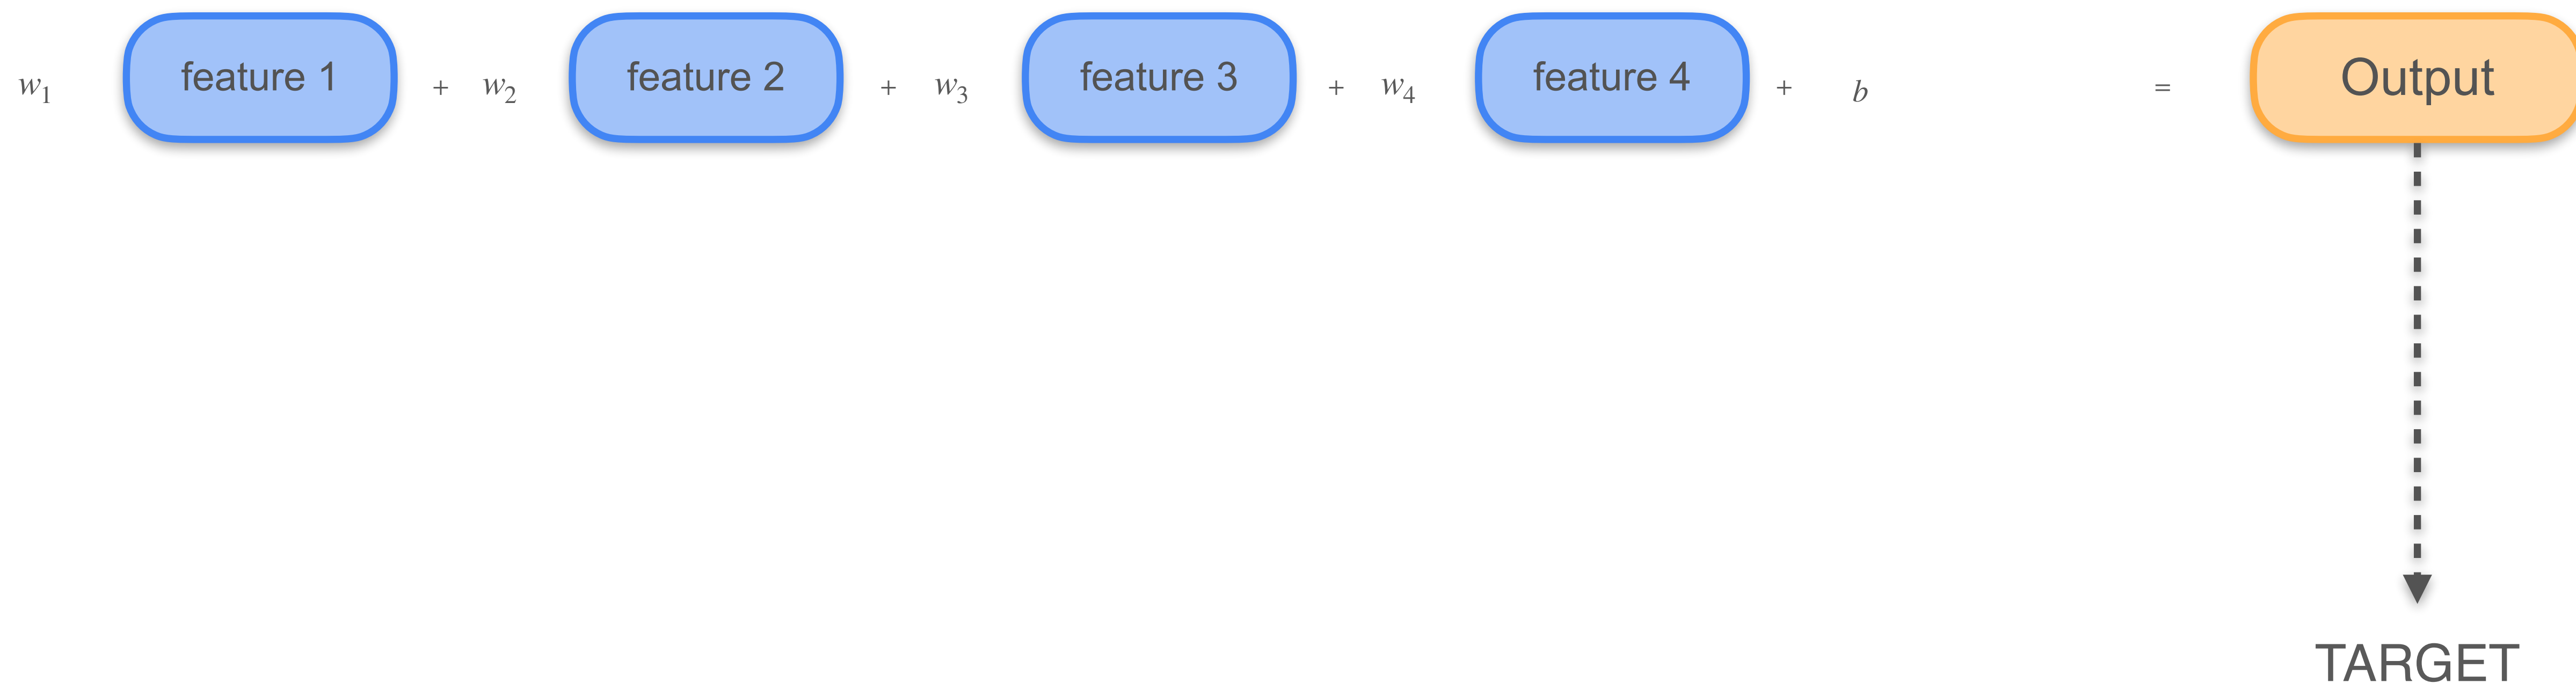 w₁ feature 1 + w₂ feature 2 + w₃ feature 3 + w₄ feature 4 + b = Output
TARGET